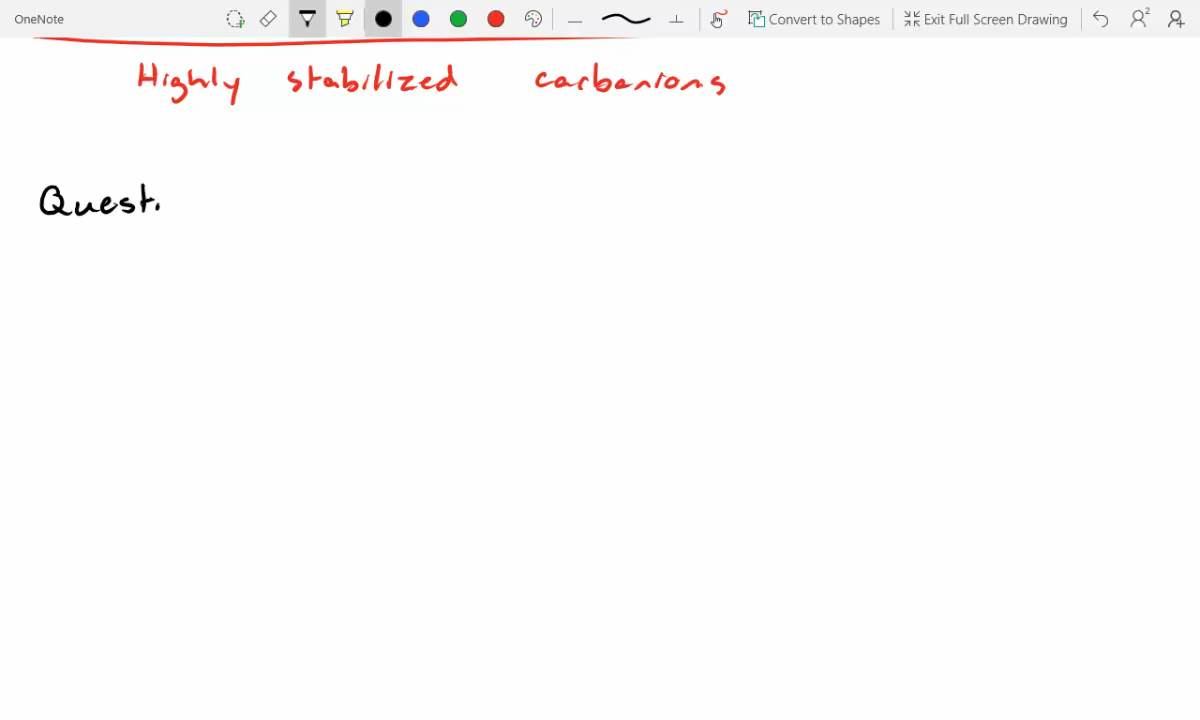 OneNote Convert to Shapes Exit Full Screen Drawing
Highly stabilized carbanions
Quest.